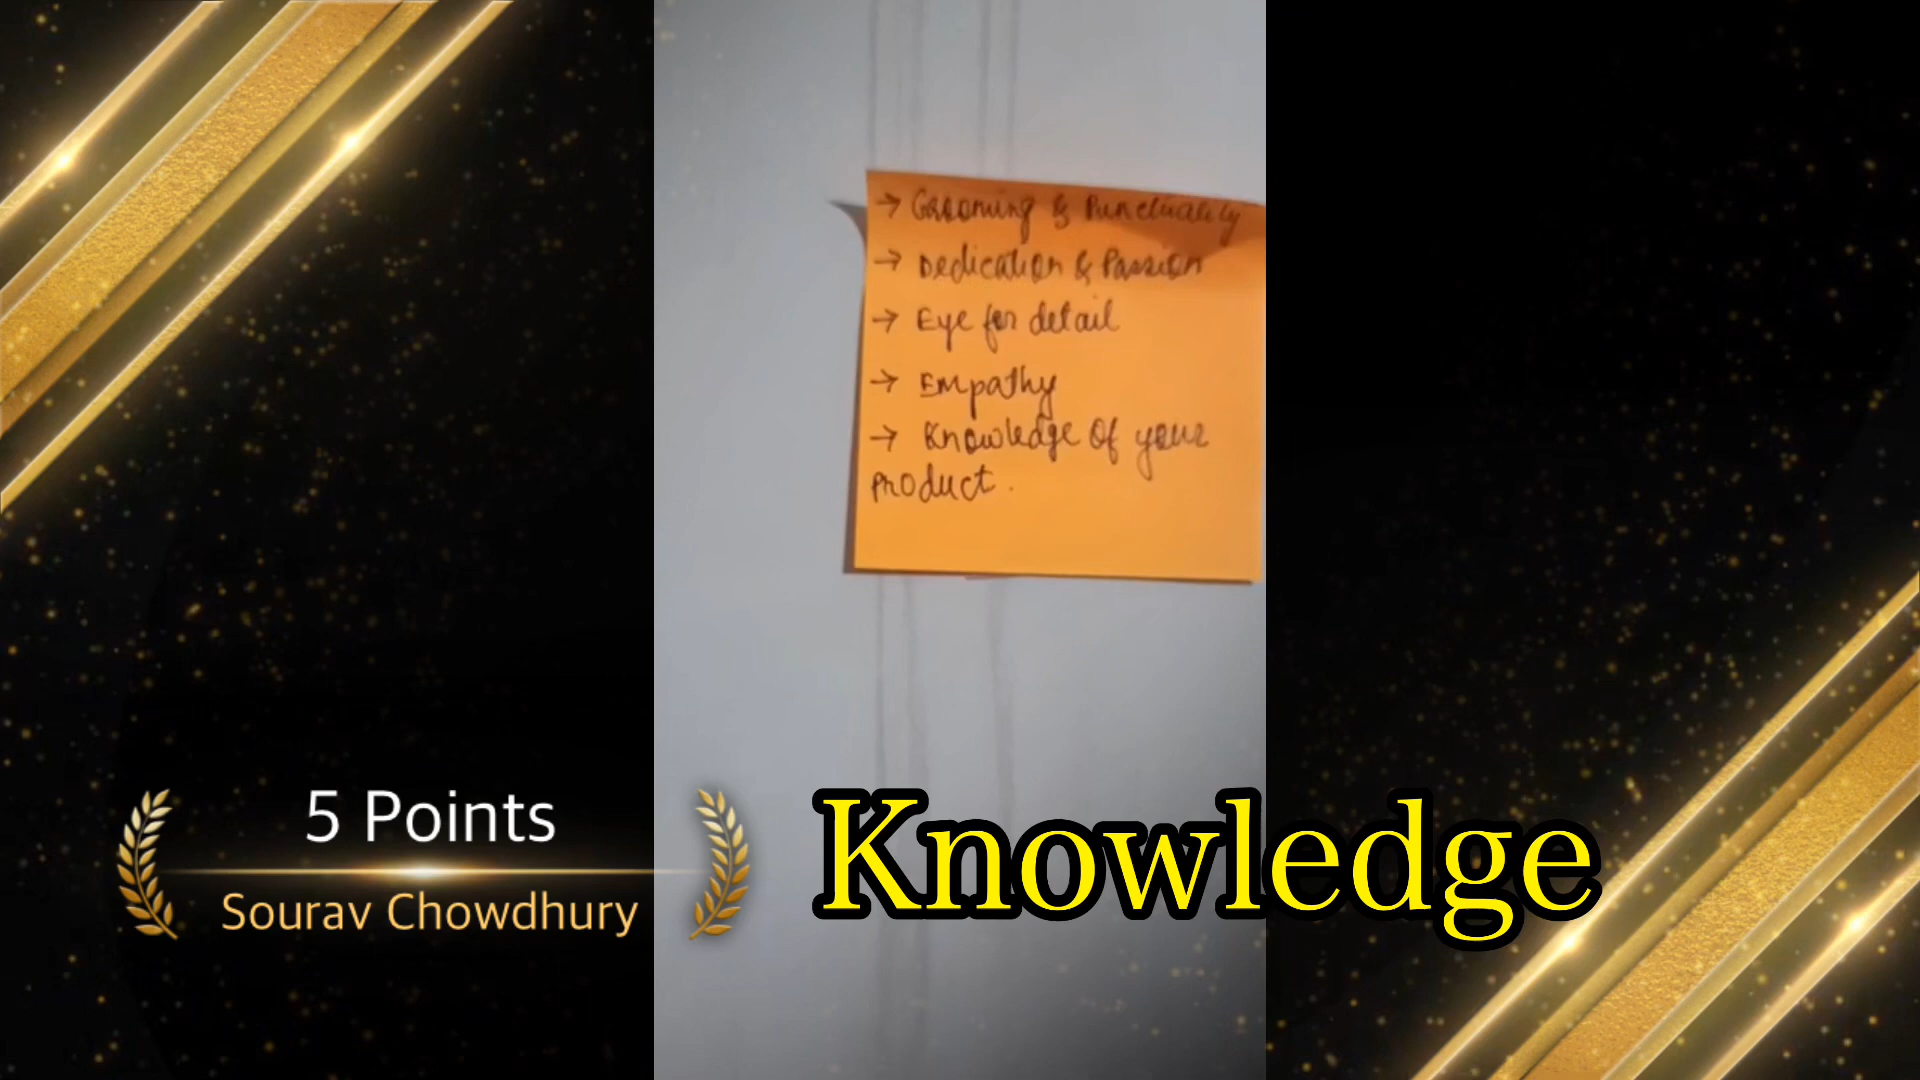 → Grooming & Punctuality
→ Dedication & Passion
→ Eye for detail
→ Empathy
→ Knowledge of your
product.
5 Points
Sourav Chowdhury
Knowledge